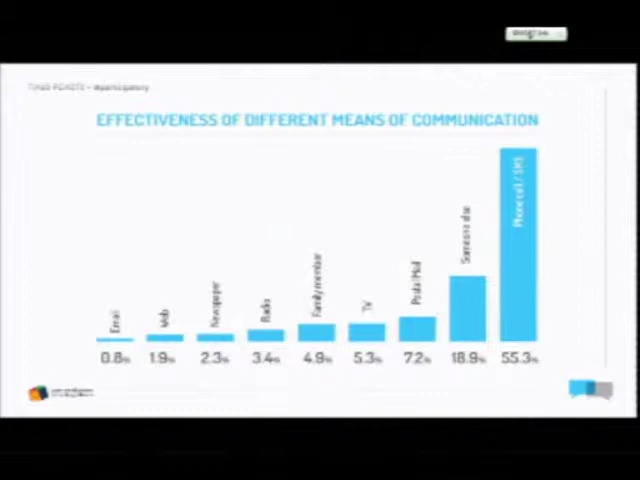 EFFECTIVENESS OF DIFFERENT MEANS OF COMMUNICATION
Email
Web
Newspaper
Radio
Family member
TV
Postal Mail
Someone else
Phone call / SMS
0.8%
1.9%
2.3%
3.4%
4.9%
5.3%
7.2%
18.9%
55.3%